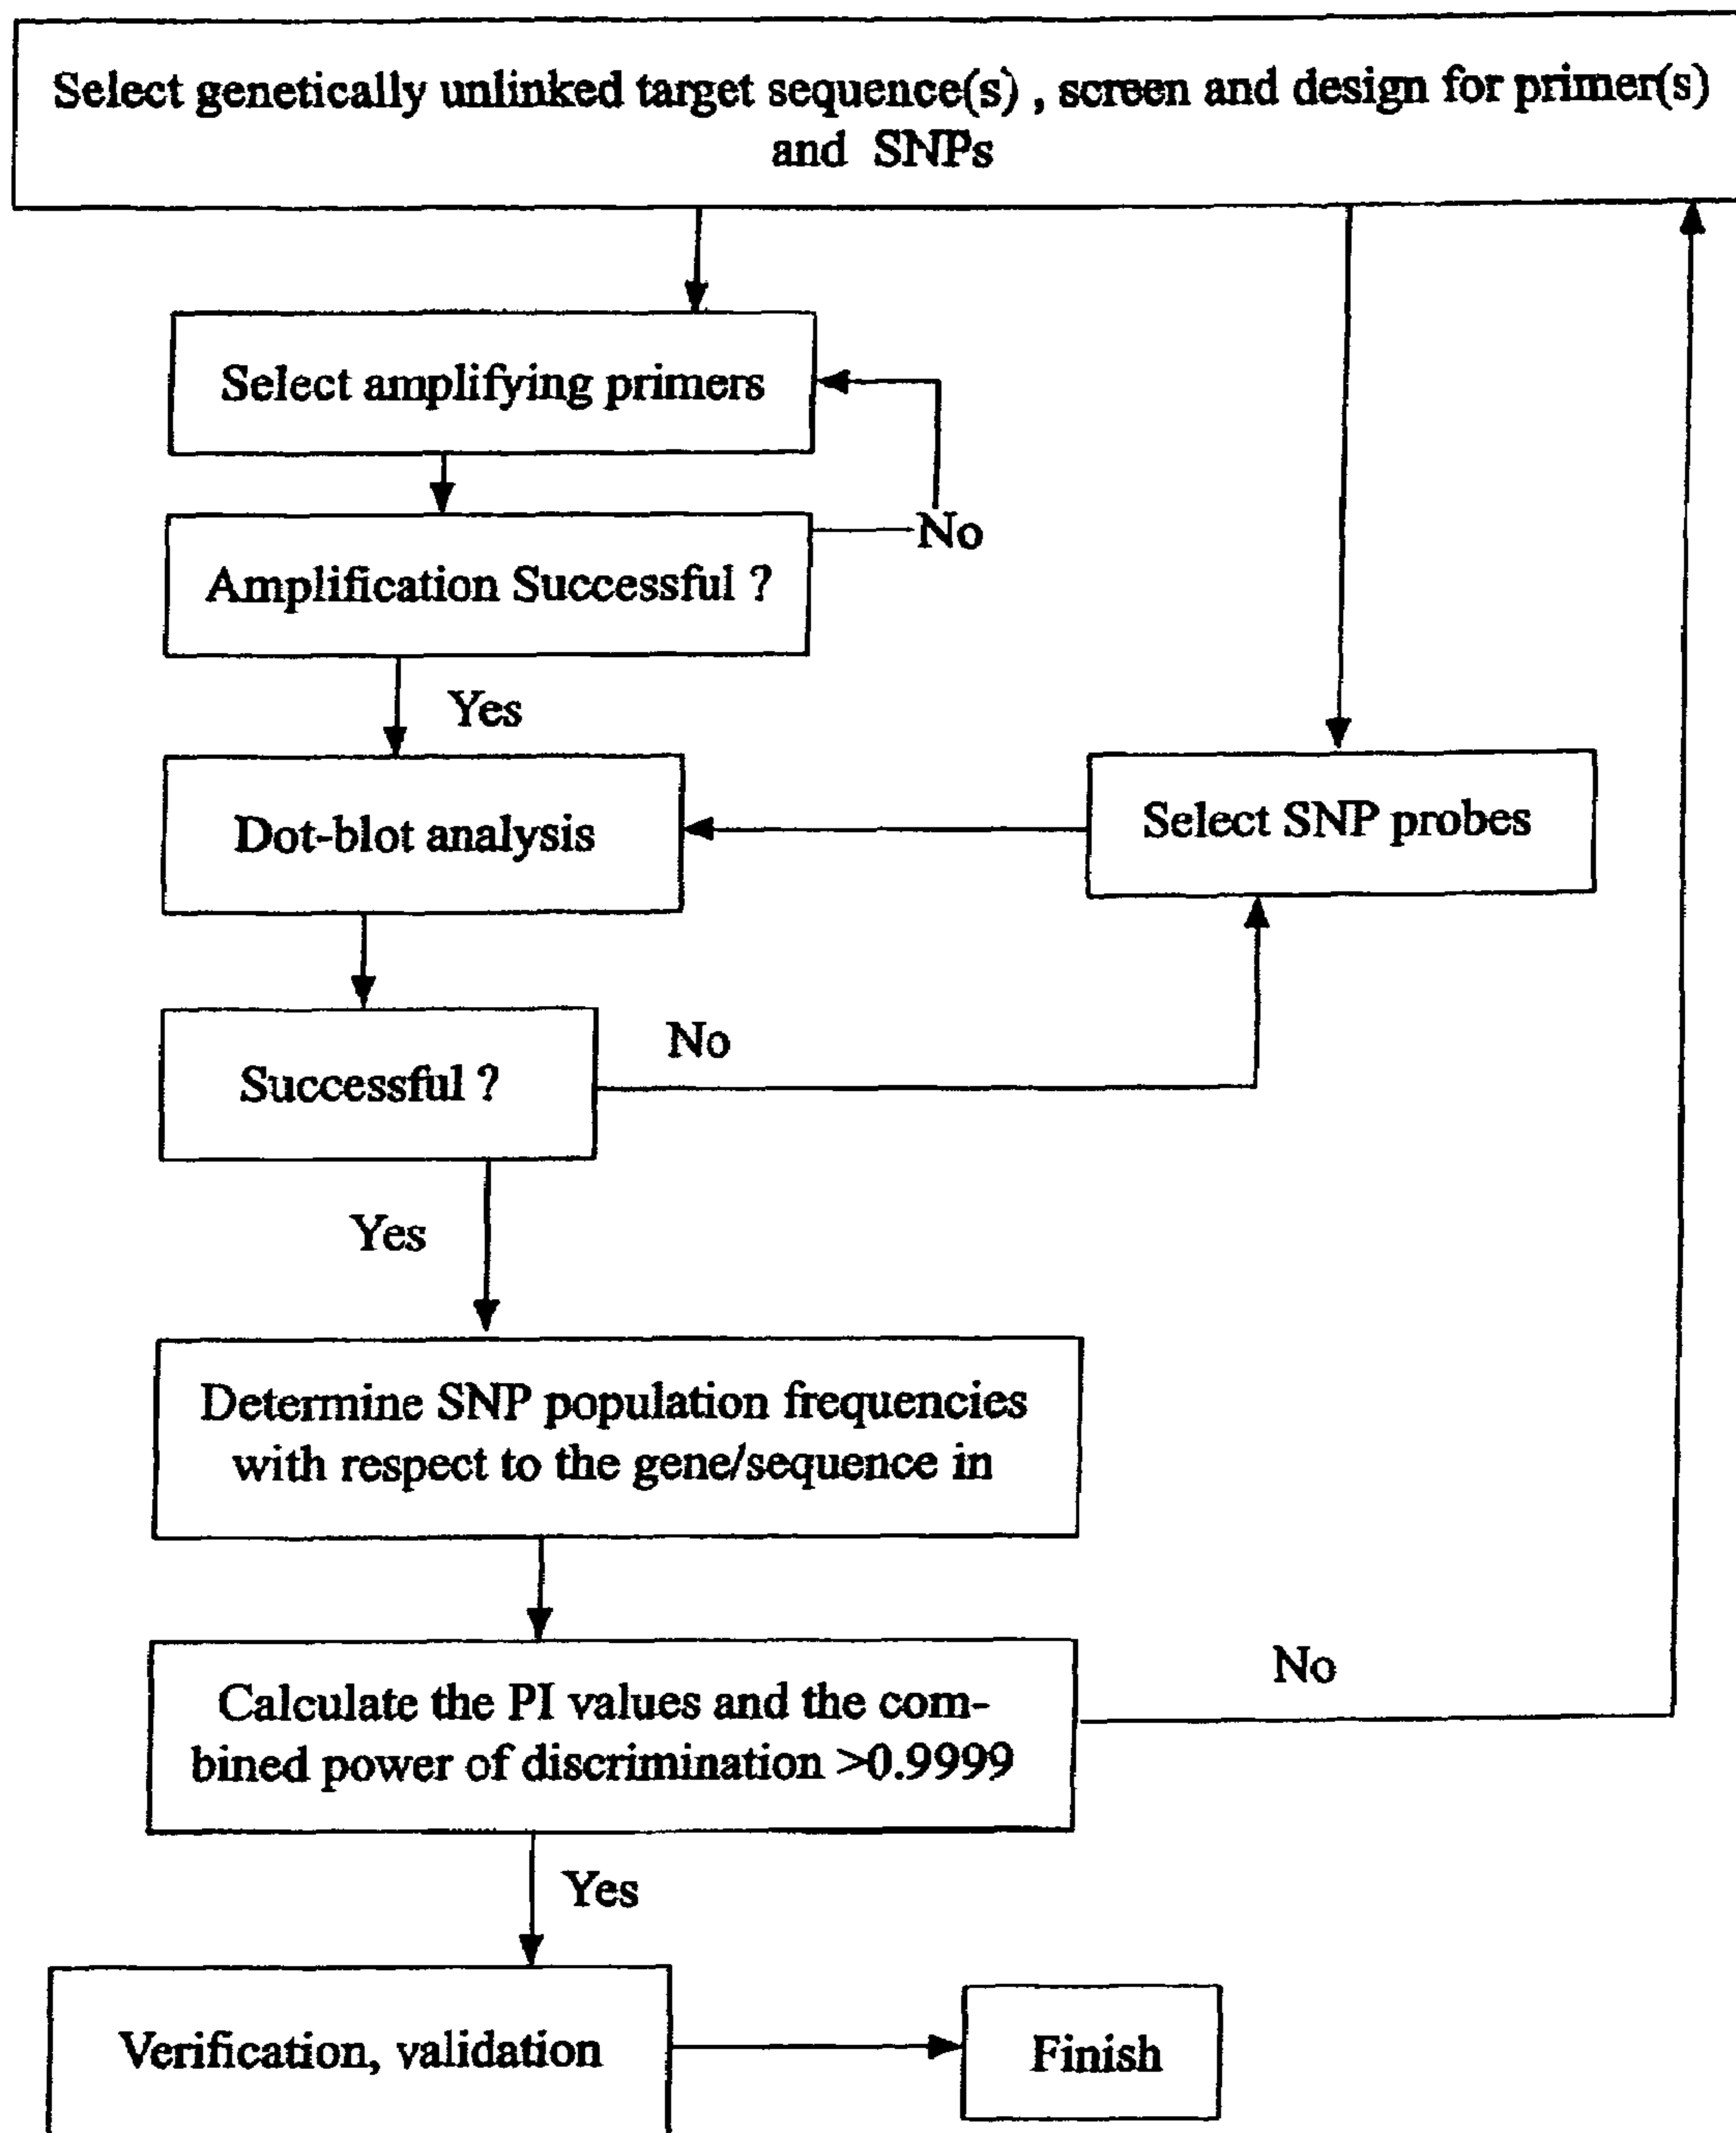 Select genetically unlinked target sequence(s) , screen and design for primer(s)
and SNPs
Select amplifying primers
No
Amplification Successful ?
Yes
Dot-blot analysis
Select SNP probes
No
Successful ?
Yes
Determine SNP population frequencies
with respect to the gene/sequence in
No
Calculate the PI values and the com-
bined power of discrimination >0.9999
Yes
Verification, validation
Finish